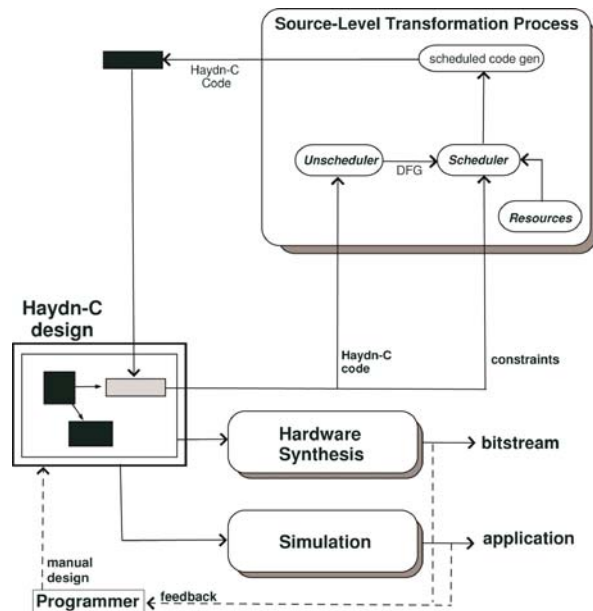 Source-Level Transformation Process
scheduled code gen
Haydn-C
Code
Unscheduler
DFG
Scheduler
Resources
Haydn-C
design
Haydn-C
code
constraints
Hardware
Synthesis
bitstream
Simulation
application
manual
design
feedback
Programmer